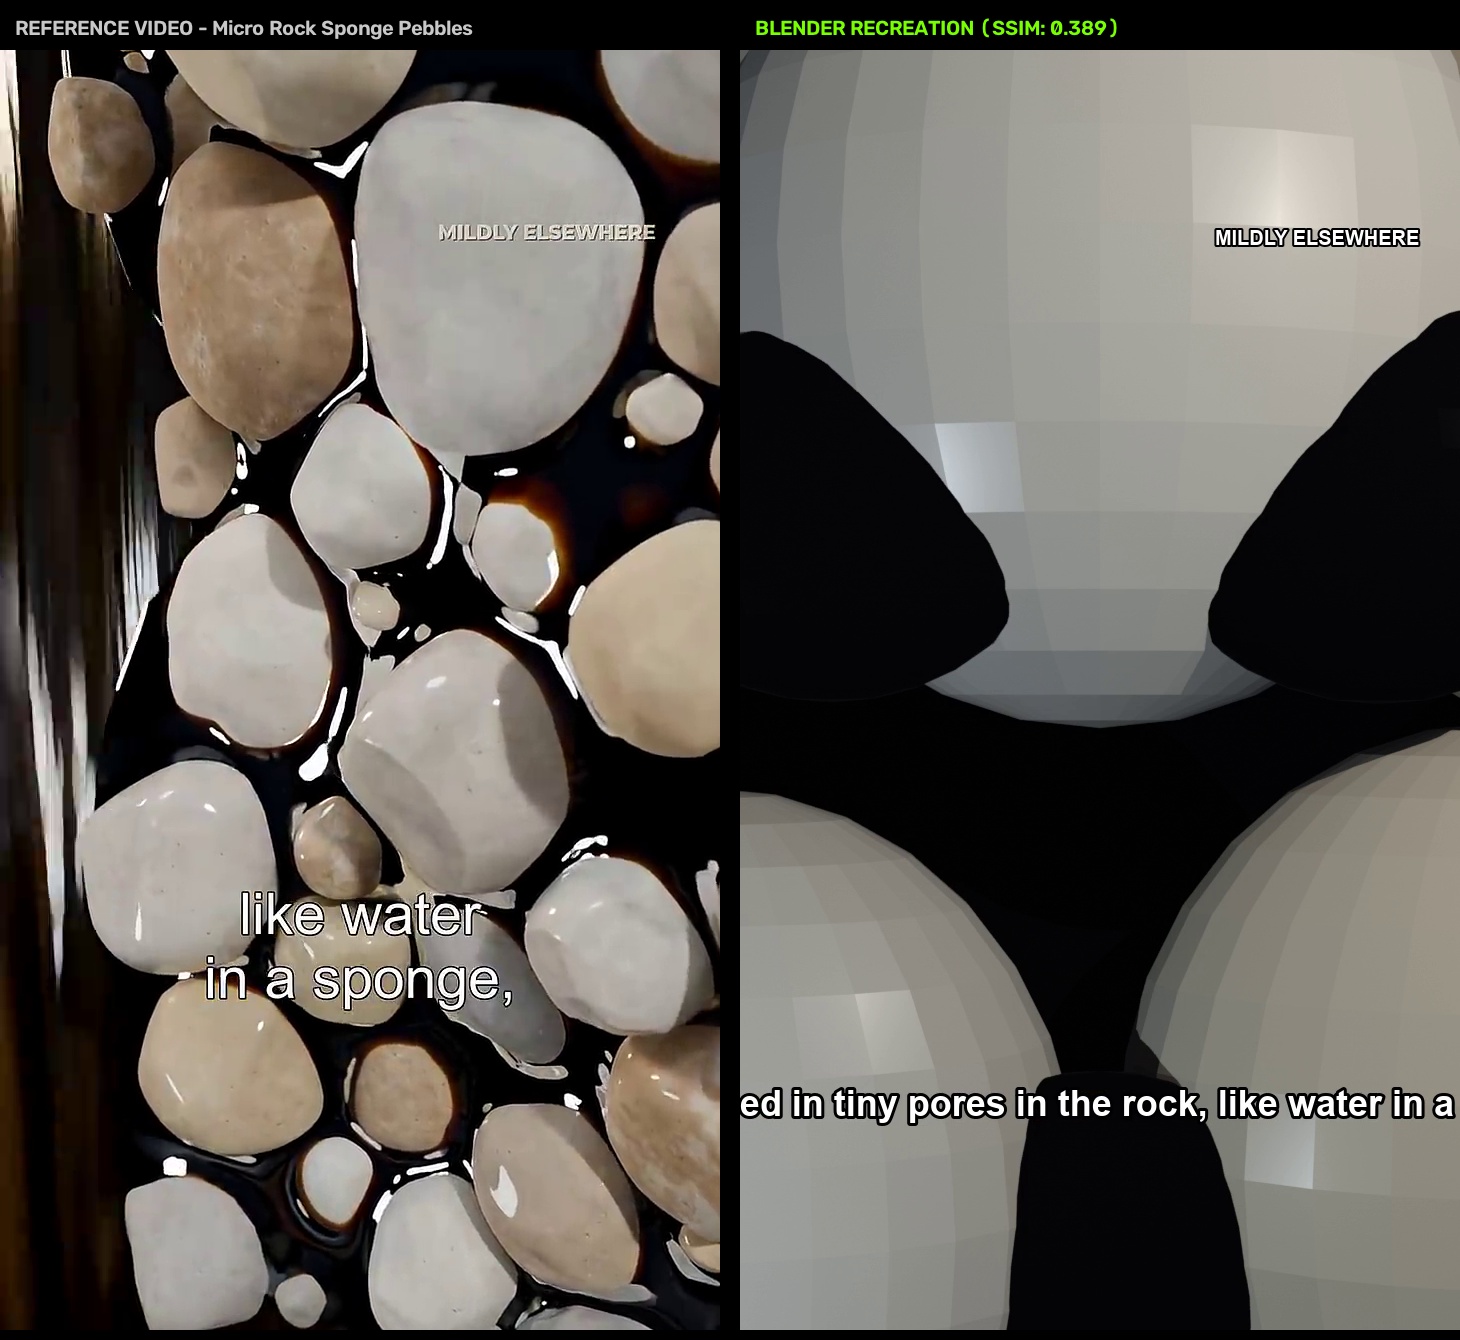 REFERENCE VIDEO - Micro Rock Sponge Pebbles
BLENDER RECREATION (SSIM: 0.389)
MILDLY ELSEWHERE
MILDLY ELSEWHERE
like water
in a sponge,
ed in tiny pores in the rock, like water in a